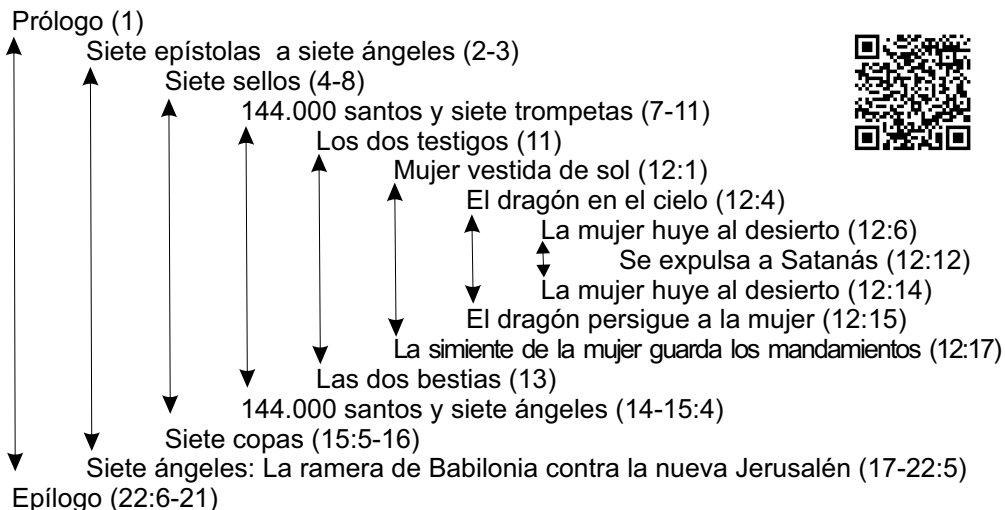 Prólogo (1)
Siete epístolas a siete ángeles (2-3)
Siete sellos (4-8)
144.000 santos y siete trompetas (7-11)
Los dos testigos (11)
Mujer vestida de sol (12:1)
El dragón en el cielo (12:4)
La mujer huye al desierto (12:6)
Se expulsa a Satanás (12:12)
La mujer huye al desierto (12:14)
El dragón persigue a la mujer (12:15)
La simiente de la mujer guarda los mandamientos (12:17)
Las dos bestias (13)
144.000 santos y siete ángeles (14-15:4)
Siete copas (15:5-16)
Siete ángeles: La ramera de Babilonia contra la nueva Jerusalén (17-22:5)
Epílogo (22:6-21)